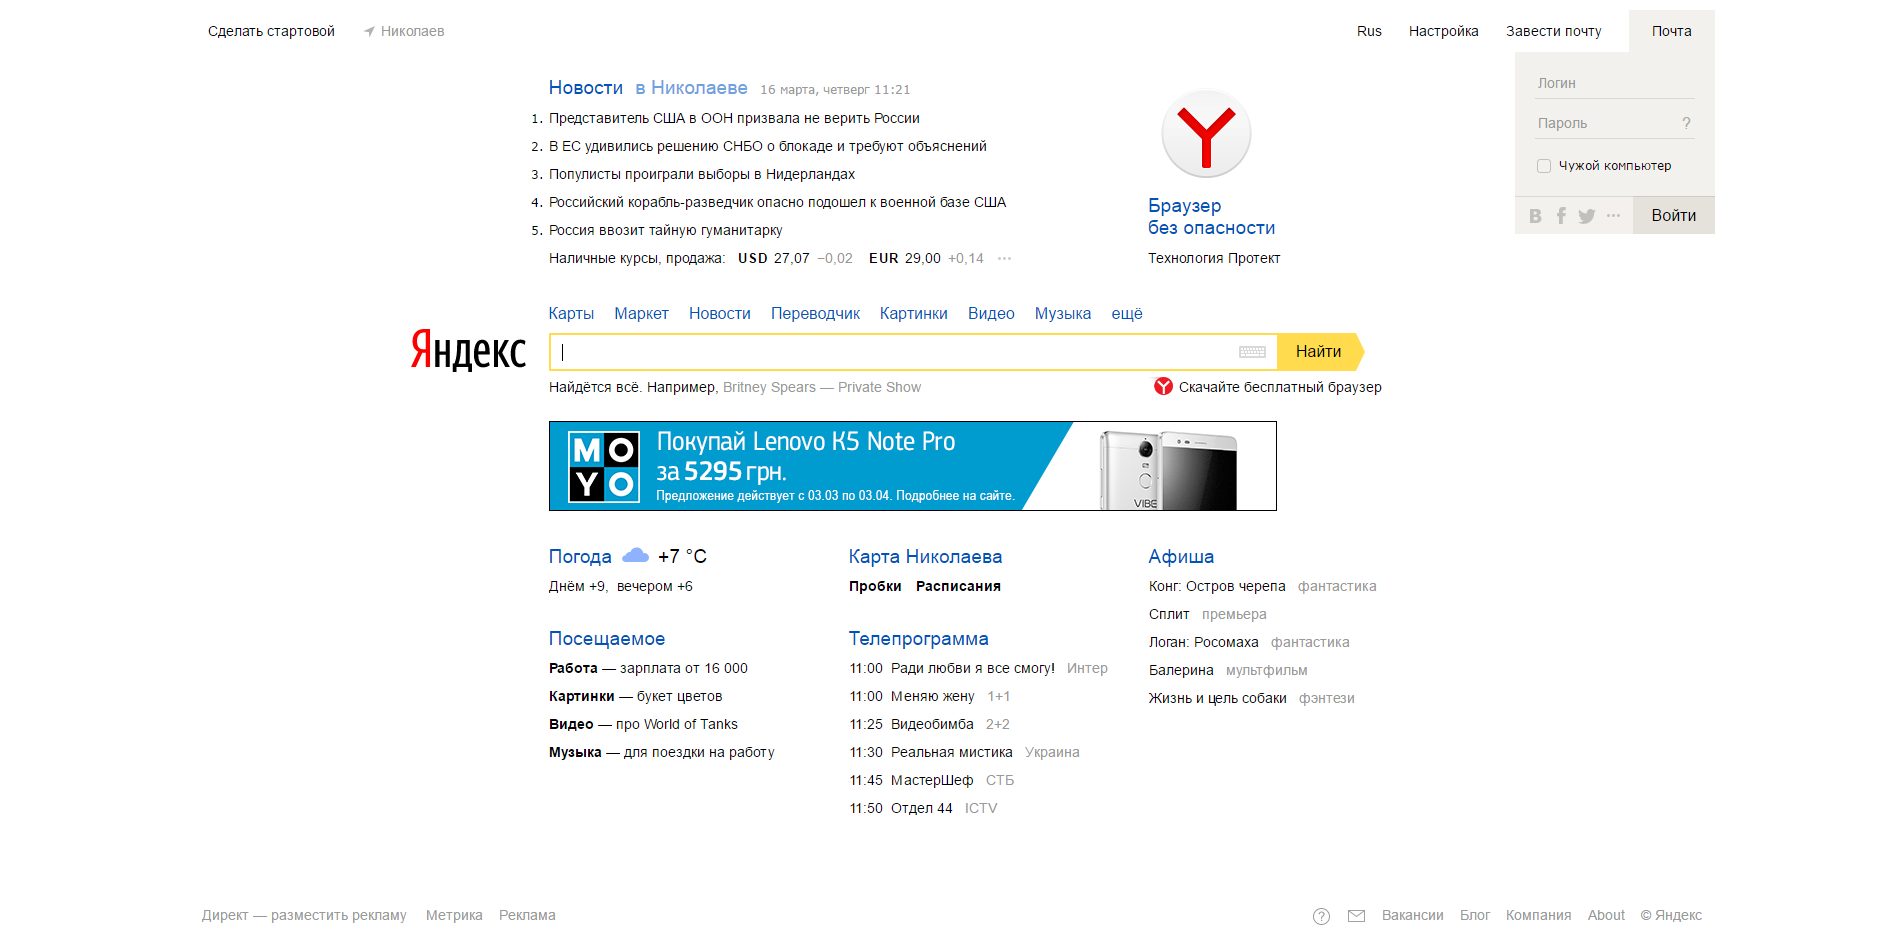 Сделать стартовой Николаев Rus Настройка Завести почту Почта
Новости в Николаеве 16 марта, четверг 11:21
1. Представитель США в ООН призвала не верить России
2. В ЕС удивились решению СНБО о блокаде и требуют объяснений
3. Популисты проиграли выборы в Нидерландах
4. Российский корабль-разведчик опасно подошел к военной базе США
5. Россия ввозит тайную гуманитарку
Наличные курсы, продажа: USD 27,07 −0,02 EUR 29,00 +0,14 ···
Браузер
без опасности
Технология Протект
Логин
Пароль ?
Чужой компьютер
Войти
Карты Маркет Новости Переводчик Картинки Видео Музыка ещё
Яндекс
Найти
Найдётся всё. Например, Britney Spears — Private Show
Скачайте бесплатный браузер
MOYO
Покупай Lenovo K5 Note Pro
за 5295 грн.
Предложение действует с 03.03 по 03.04. Подробнее на сайте.
VIBE
Погода +7 °C
Днём +9, вечером +6
Посещаемое
Работа — зарплата от 16 000
Картинки — букет цветов
Видео — про World of Tanks
Музыка — для поездки на работу
Карта Николаева
Пробки Расписания
Телепрограмма
11:00 Ради любви я все смогу! Интер
11:00 Меняю жену 1+1
11:25 Видеобимба 2+2
11:30 Реальная мистика Украина
11:45 МастерШеф СТБ
11:50 Отдел 44 ICTV
Афиша
Конг: Остров черепа фантастика
Сплит премьера
Логан: Росомаха фантастика
Балерина мультфильм
Жизнь и цель собаки фэнтези
Директ — разместить рекламу Метрика Реклама
? Вакансии Блог Компания About © Яндекс